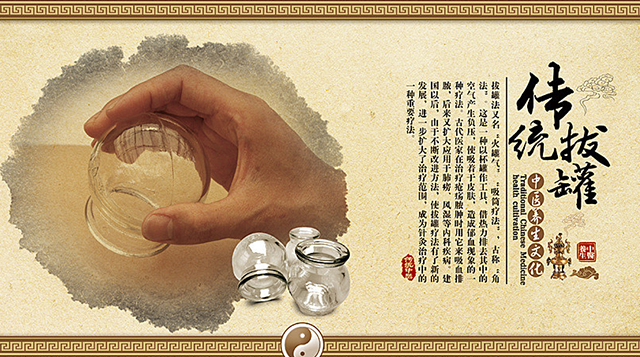 传统拔罐
中医养生文化
Traditional Chinese Medicine
health cultivation
拔罐法又名“火罐气”、“吸筒疗法”,古称“角
法”。这是一种以杯罐作工具,借热力排去其中的
空气产生负压,使吸着于皮肤,造成郁血现象的一
种疗法。古代医家在治疗疮疡脓肿时用它来吸血排
脓,后来又扩大应用于肺痨、风湿等内科疾病。建
国以后,由于不断改进方法,使拔罐疗法有了新的
发展,进一步扩大了治疗范围,成为针灸治疗中的
一种重要疗法。